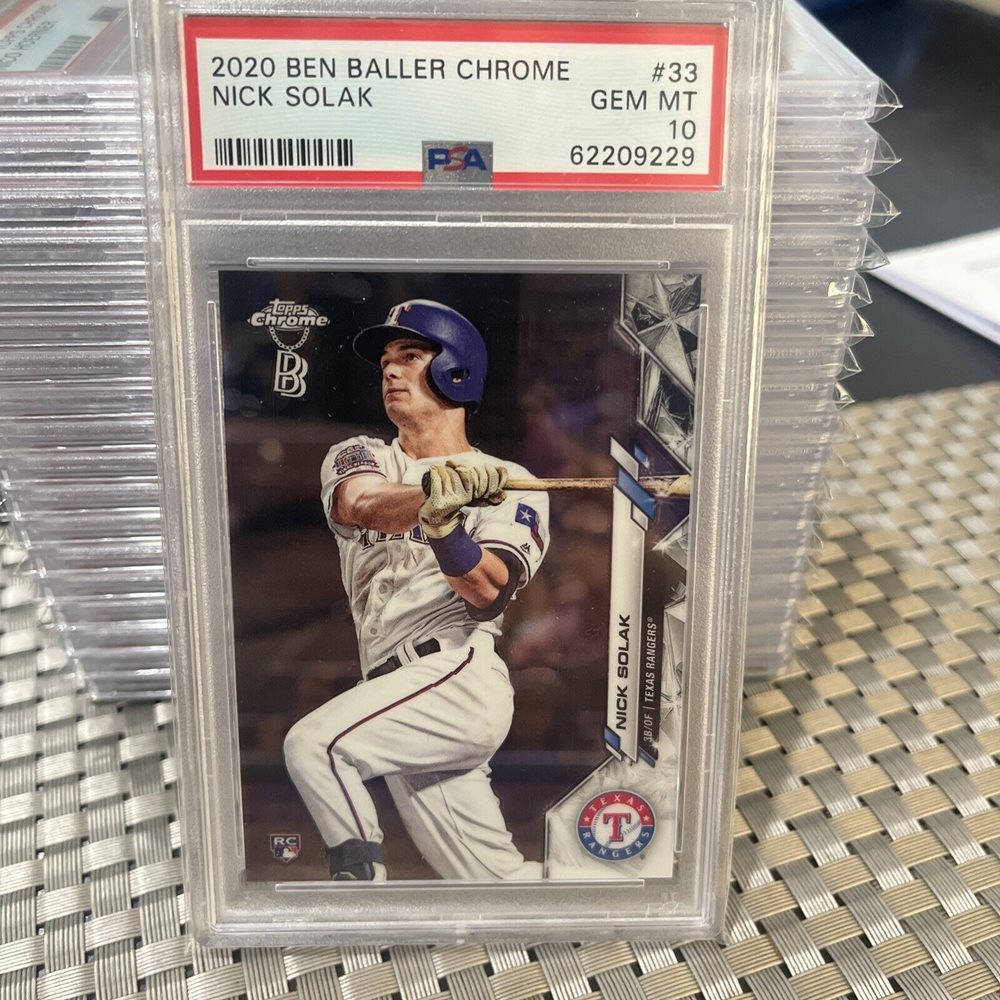 2020 BEN BALLER CHROME #33
NICK SOLAK GEM MT
10
PSA 62209229
topps
Chrome
BB
T
NICK SOLAK
3B/OF | TEXAS RANGERS®
TEXAS
T
RANGERS
RC